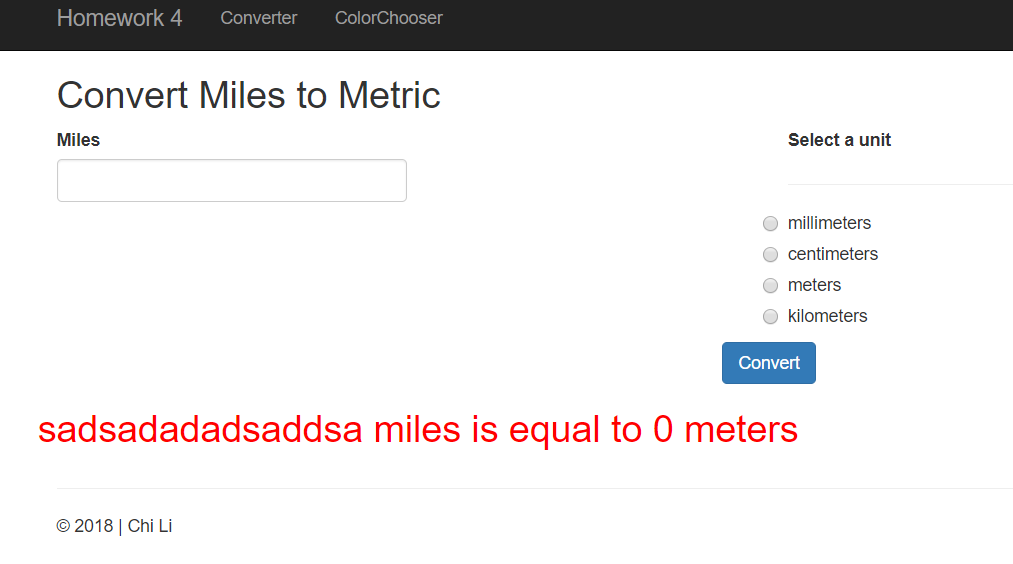 Homework 4 Converter ColorChooser
Convert Miles to Metric
Miles
Select a unit
millimeters
centimeters
meters
kilometers
Convert
sadsadadadsaddsa miles is equal to 0 meters
© 2018 | Chi Li